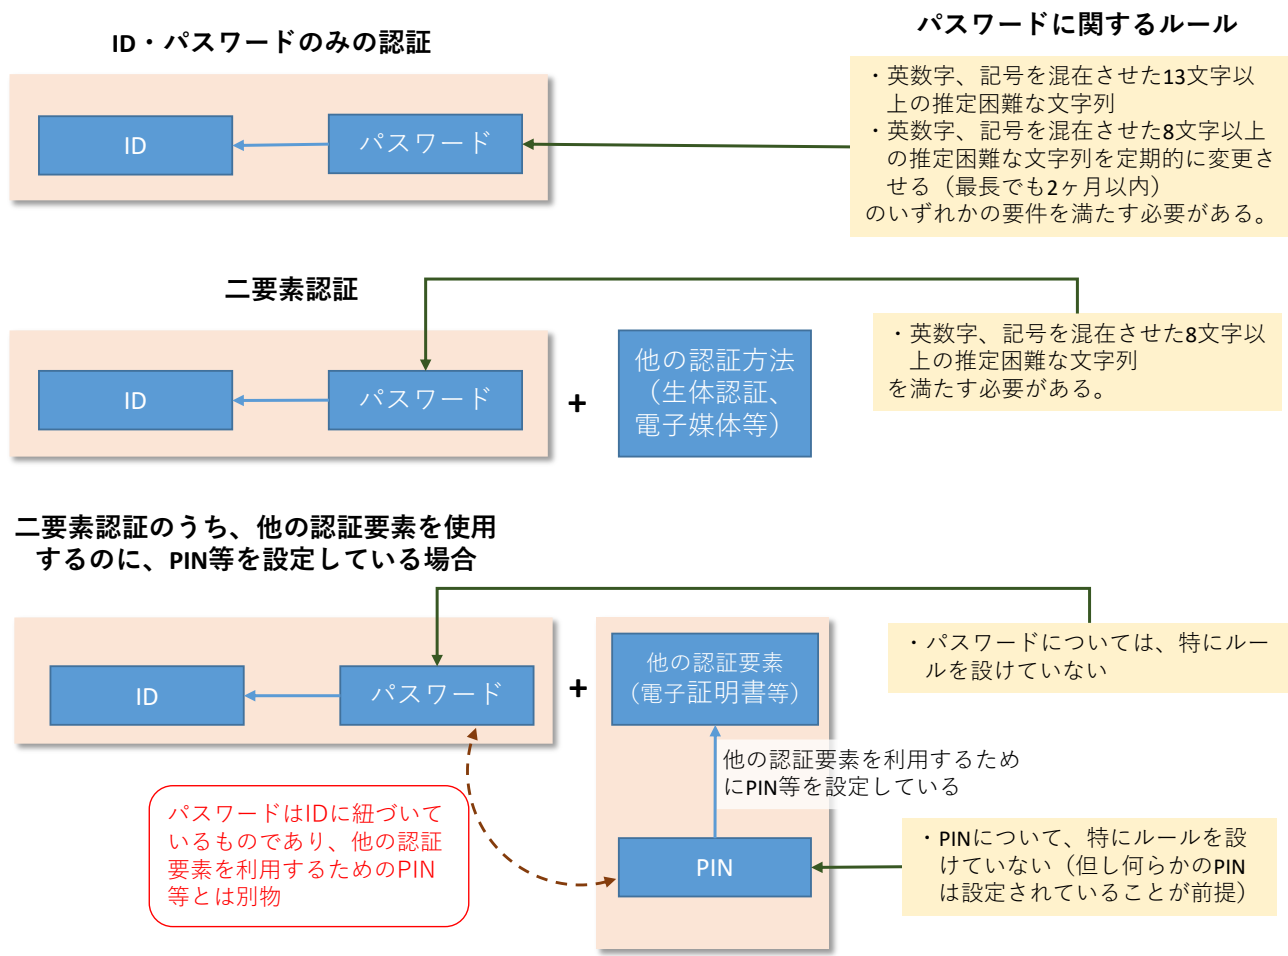 パスワードに関するルール
ID・パスワードのみの認証
ID
パスワード
・英数字、記号を混在させた13文字以
上の推定困難な文字列
・英数字、記号を混在させた8文字以上
の推定困難な文字列を定期的に変更さ
せる（最長でも2ヶ月以内）
のいずれかの要件を満たす必要がある。
二要素認証
ID
パスワード
+
他の認証方法
（生体認証、
電子媒体等）
・英数字、記号を混在させた8文字以
上の推定困難な文字列
を満たす必要がある。
二要素認証のうち、他の認証要素を使用
するのに、PIN等を設定している場合
ID
パスワード
+
他の認証要素
（電子証明書等）
・パスワードについては、特にルー
ルを設けていない
他の認証要素を利用するため
にPIN等を設定している
パスワードはIDに紐づいて
いるものであり、他の認証
要素を利用するためのPIN
等とは別物
PIN
・PINについて、特にルールを設
けていない（但し何らかのPIN
は設定されていることが前提）